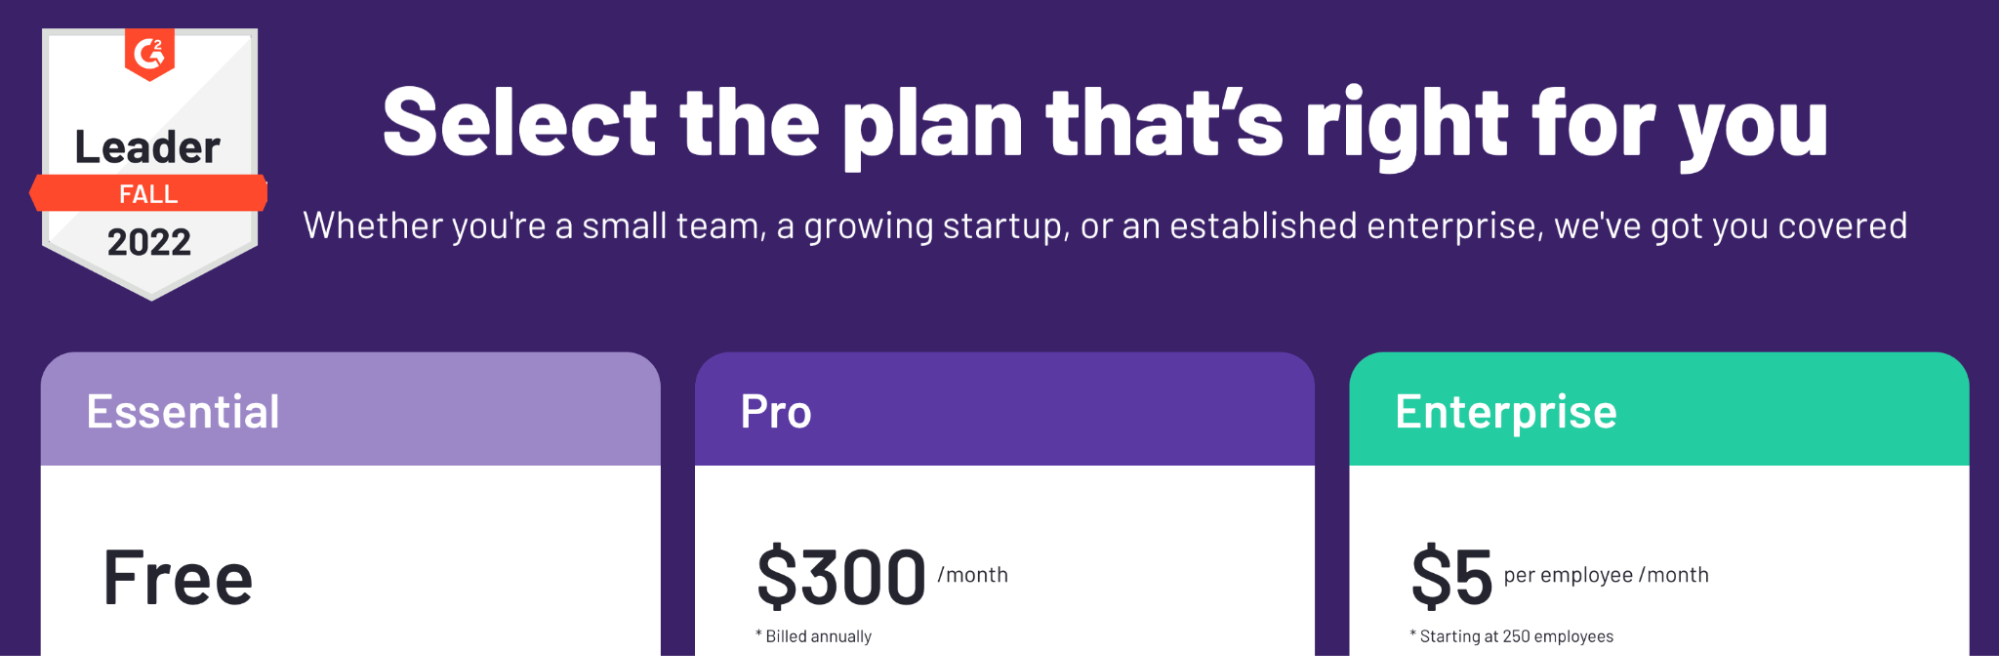 G2
Leader
FALL
2022
Select the plan that’s right for you
Whether you're a small team, a growing startup, or an established enterprise, we've got you covered
Essential
Free
Pro
$300 /month
* Billed annually
Enterprise
$5 per employee /month
* Starting at 250 employees